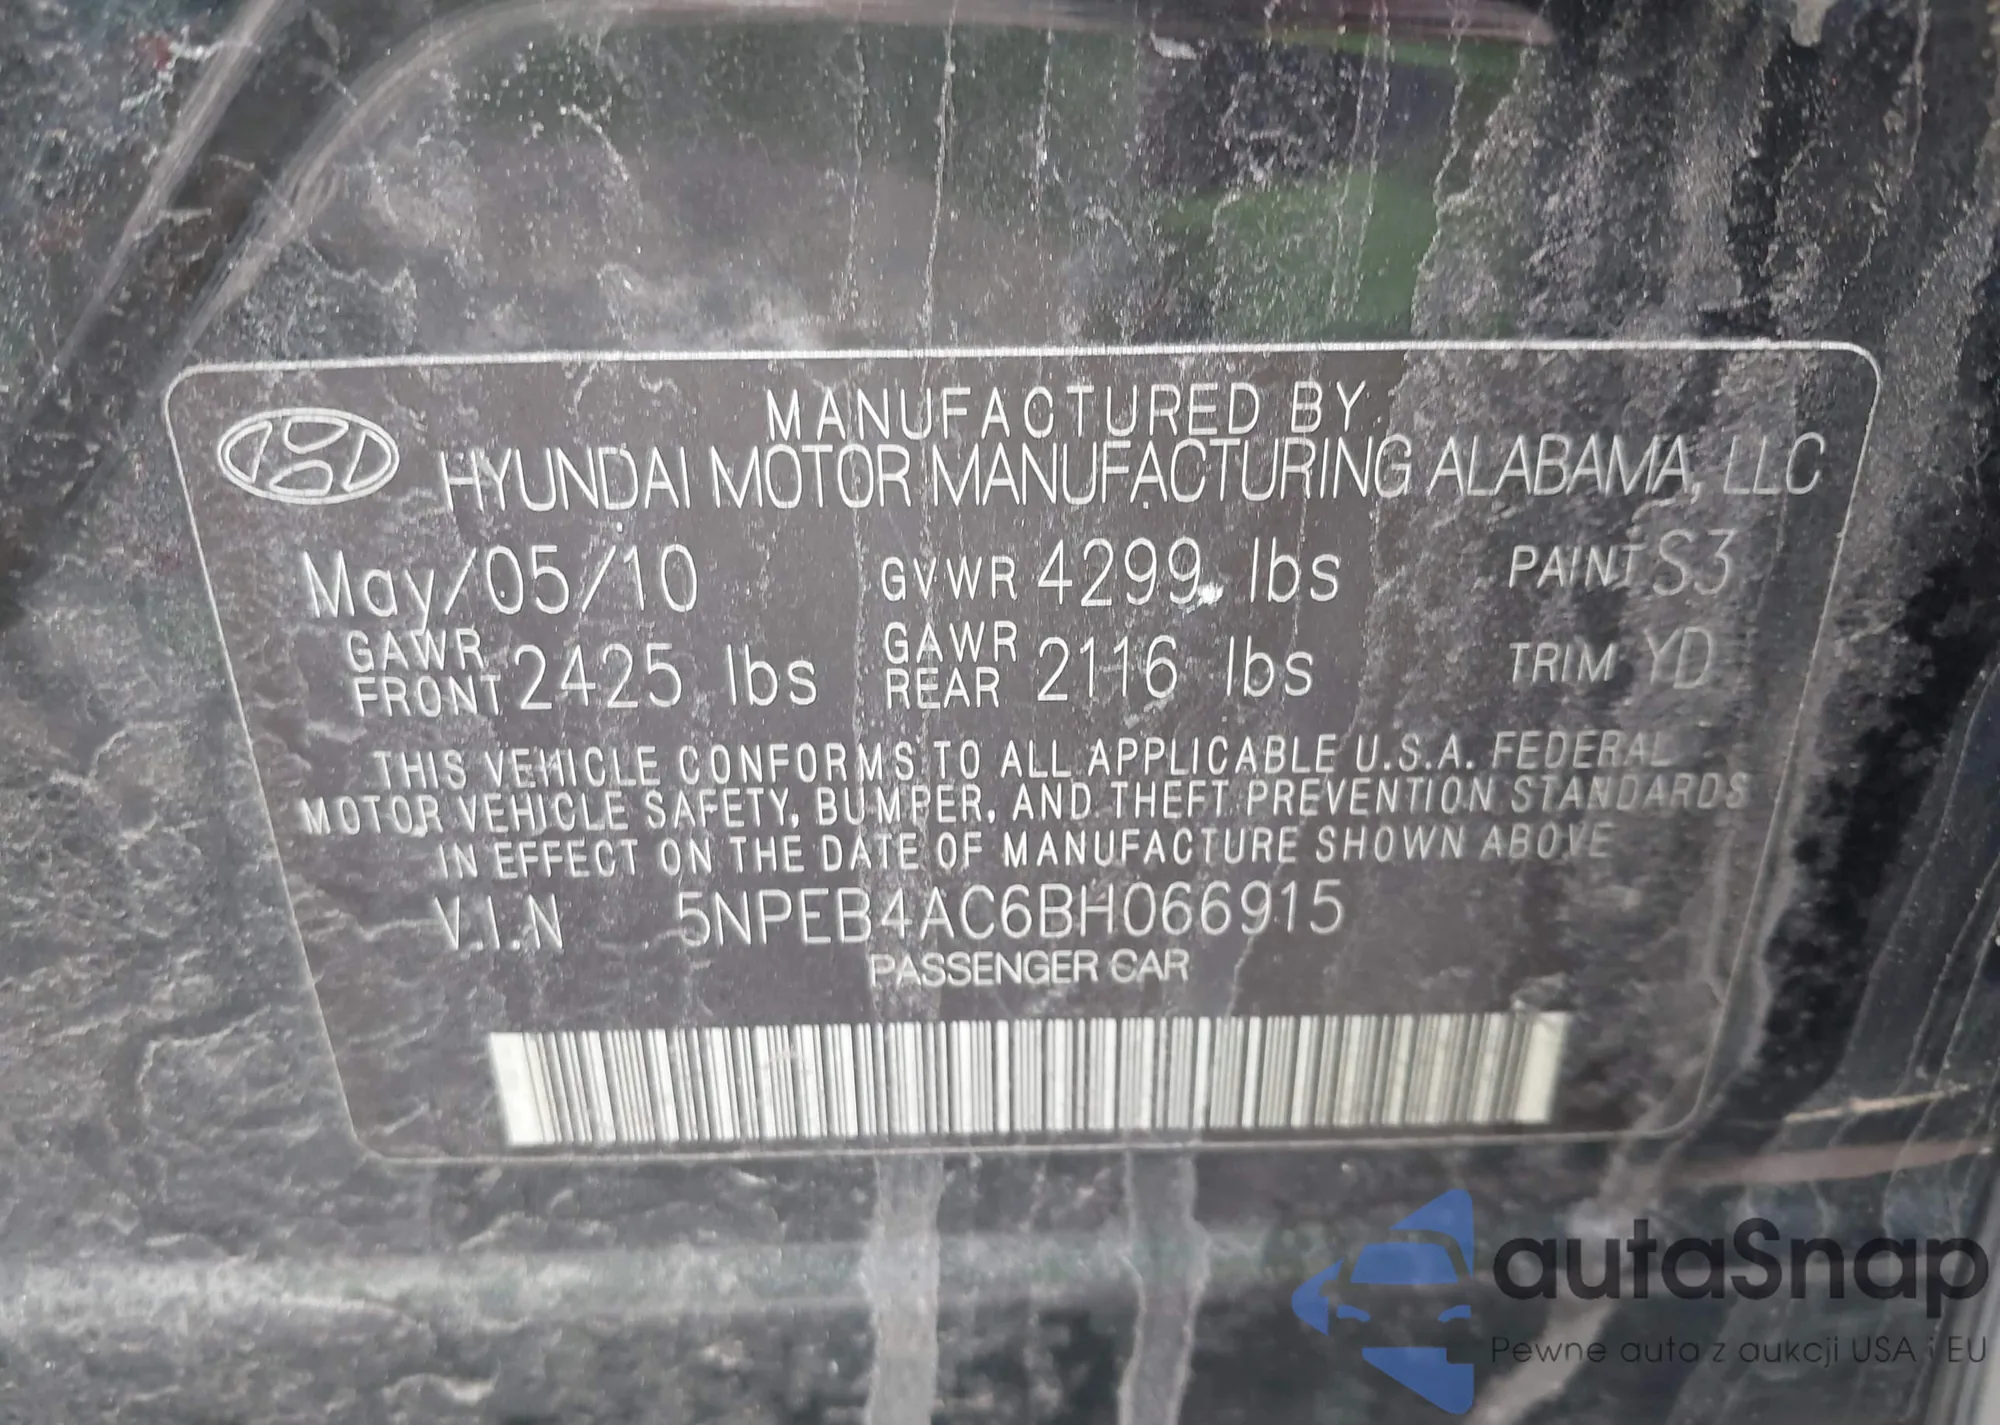 MANUFACTURED BY
HYUNDAI MOTOR MANUFACTURING ALABAMA, LLC
May/05/10 GVWR 4299 lbs PAINT S3
GAWR FRONT 2425 lbs GAWR REAR 2116 lbs TRIM YD
THIS VEHICLE CONFORMS TO ALL APPLICABLE U.S.A. FEDERAL
MOTOR VEHICLE SAFETY, BUMPER, AND THEFT PREVENTION STANDARDS
IN EFFECT ON THE DATE OF MANUFACTURE SHOWN ABOVE
V.I.N 5NPEB4AC6BH066915
PASSENGER CAR
autaSnap
Pewne auta z aukcji USA i EU